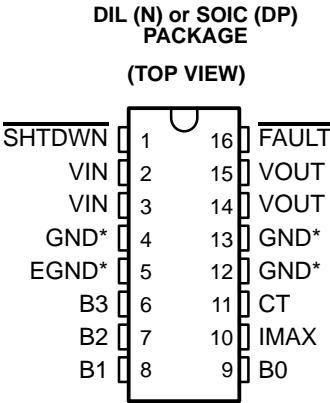 DIL (N) or SOIC (DP)
PACKAGE
(TOP VIEW)
SHTDWN 1 16 FAULT
VIN 2 15 VOUT
VIN 3 14 VOUT
GND* 4 13 GND*
EGND* 5 12 GND*
B3 6 11 CT
B2 7 10 IMAX
B1 8 9 B0